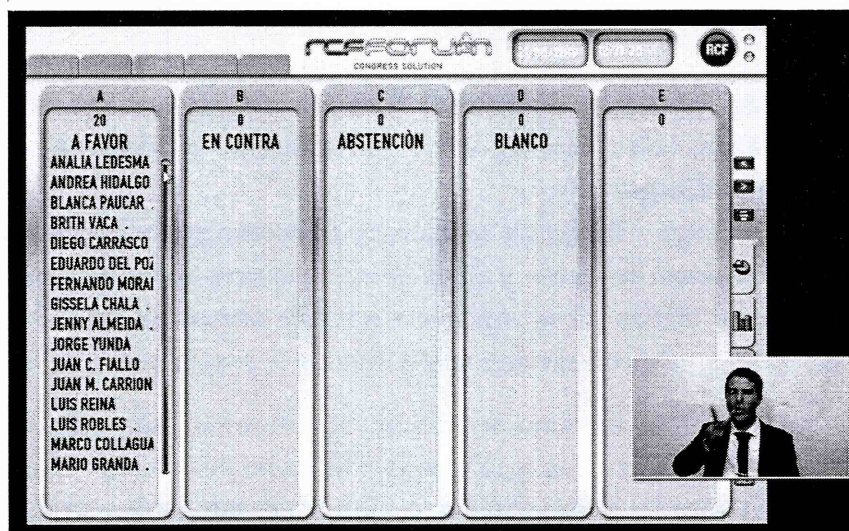 rcf forum
CONGRESS SOLUTION
RCF
A
20
A FAVOR
ANALIA LEDESMA
ANDREA HIDALGO
BLANCA PAUCAR .
BRITH VACA .
DIEGO CARRASCO
EDUARDO DEL POZ
FERNANDO MORAI
GISSELA CHALA .
JENNY ALMEIDA .
JORGE YUNDA
JUAN C. FIALLO
JUAN M. CARRION
LUIS REINA
LUIS ROBLES .
MARCO COLLAGUA
MARIO GRANDA .
B
0
EN CONTRA
C
0
ABSTENCIÒN
D
0
BLANCO
E
0